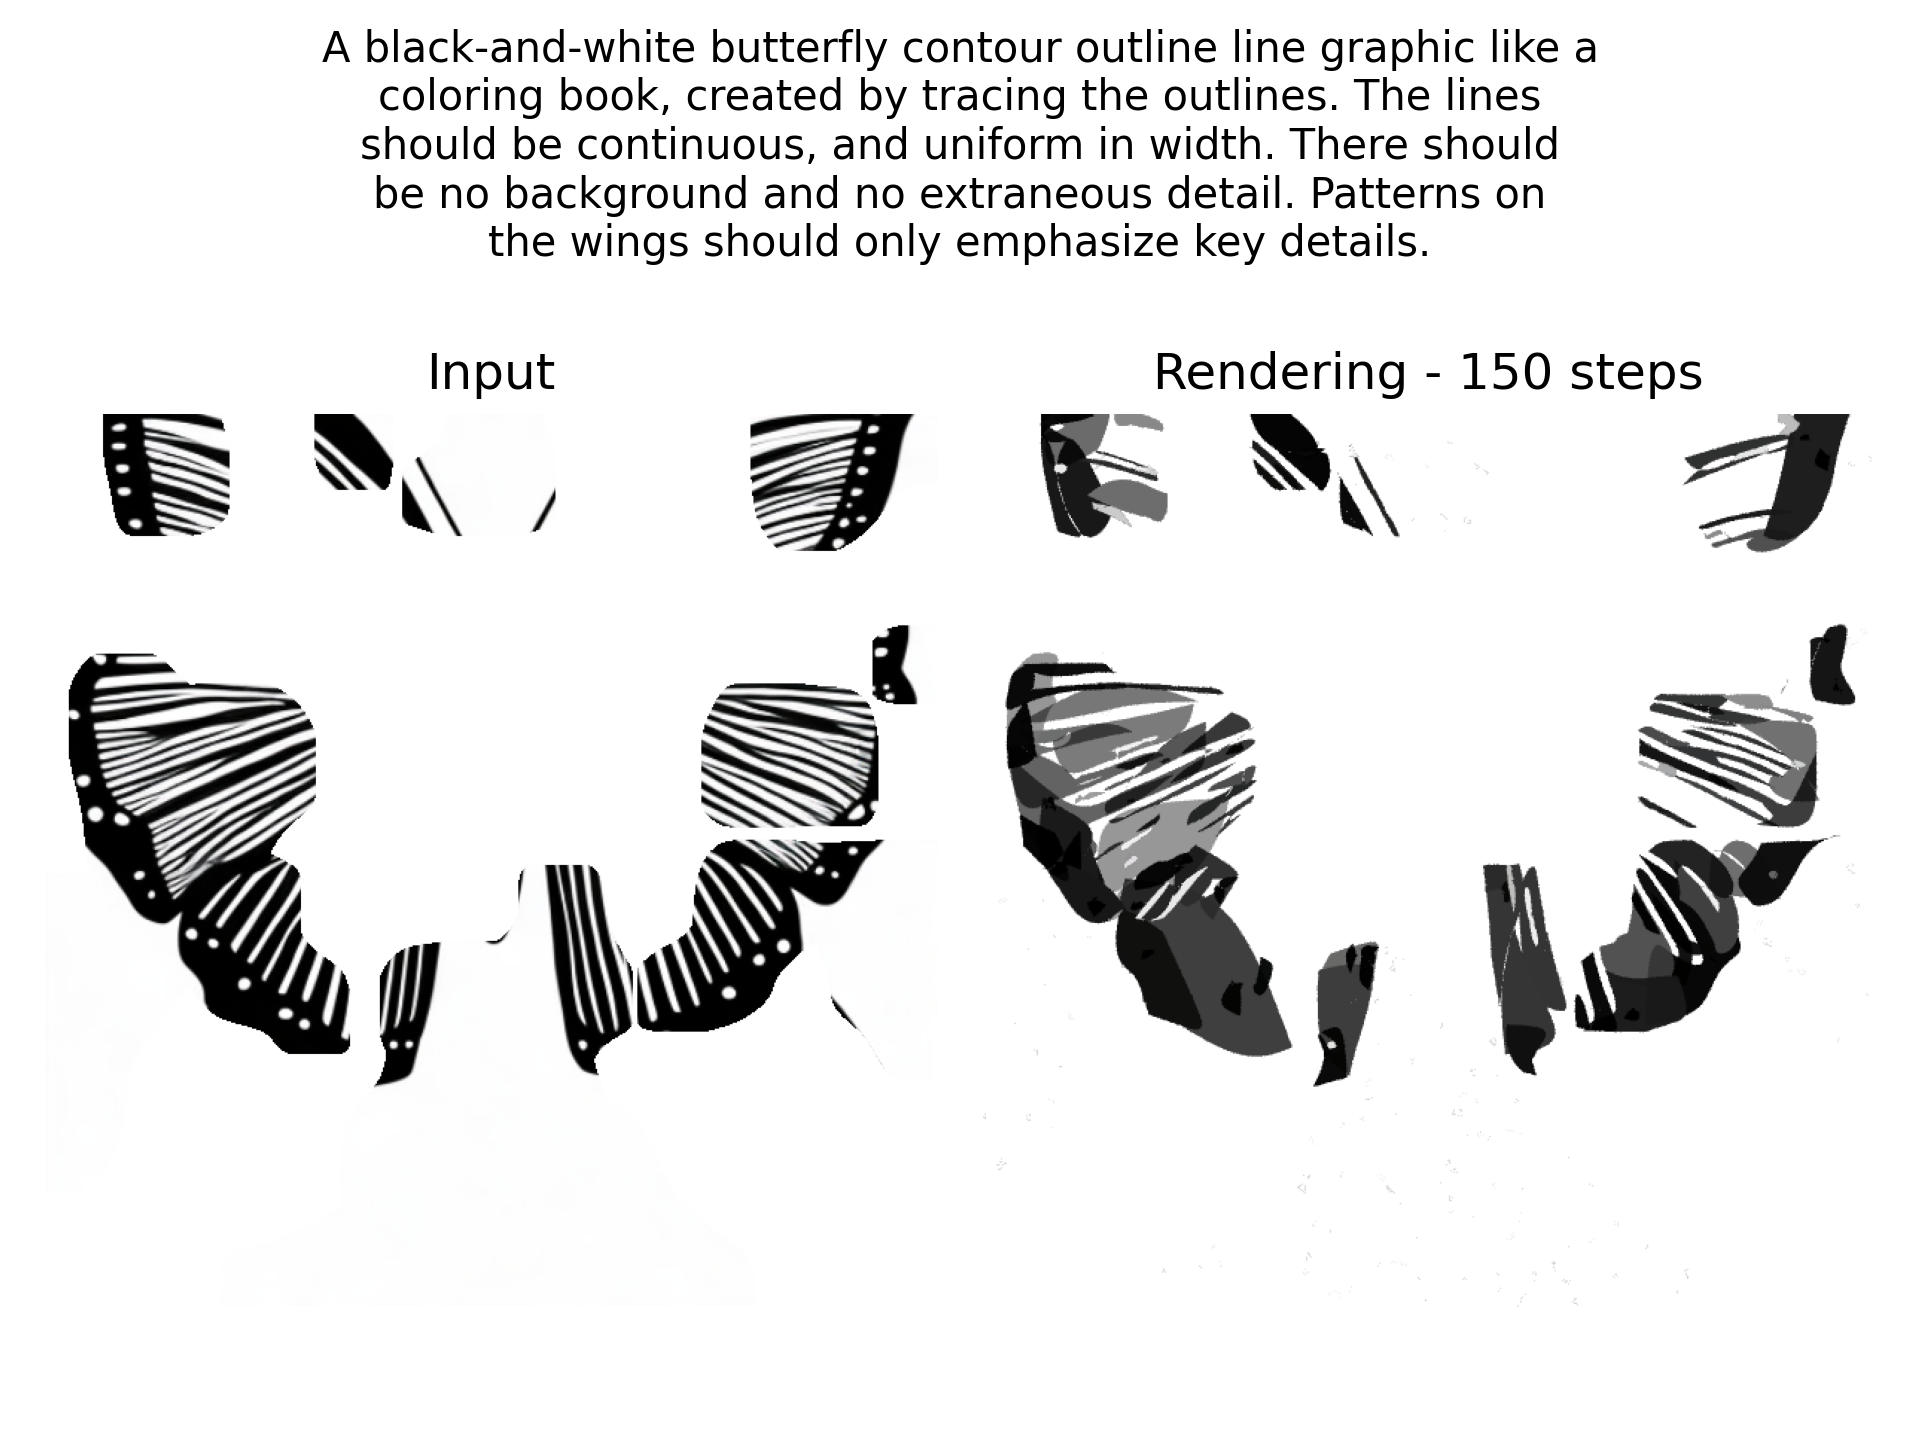 A black-and-white butterfly contour outline line graphic like a
coloring book, created by tracing the outlines. The lines
should be continuous, and uniform in width. There should
be no background and no extraneous detail. Patterns on
the wings should only emphasize key details.
Input
Rendering - 150 steps